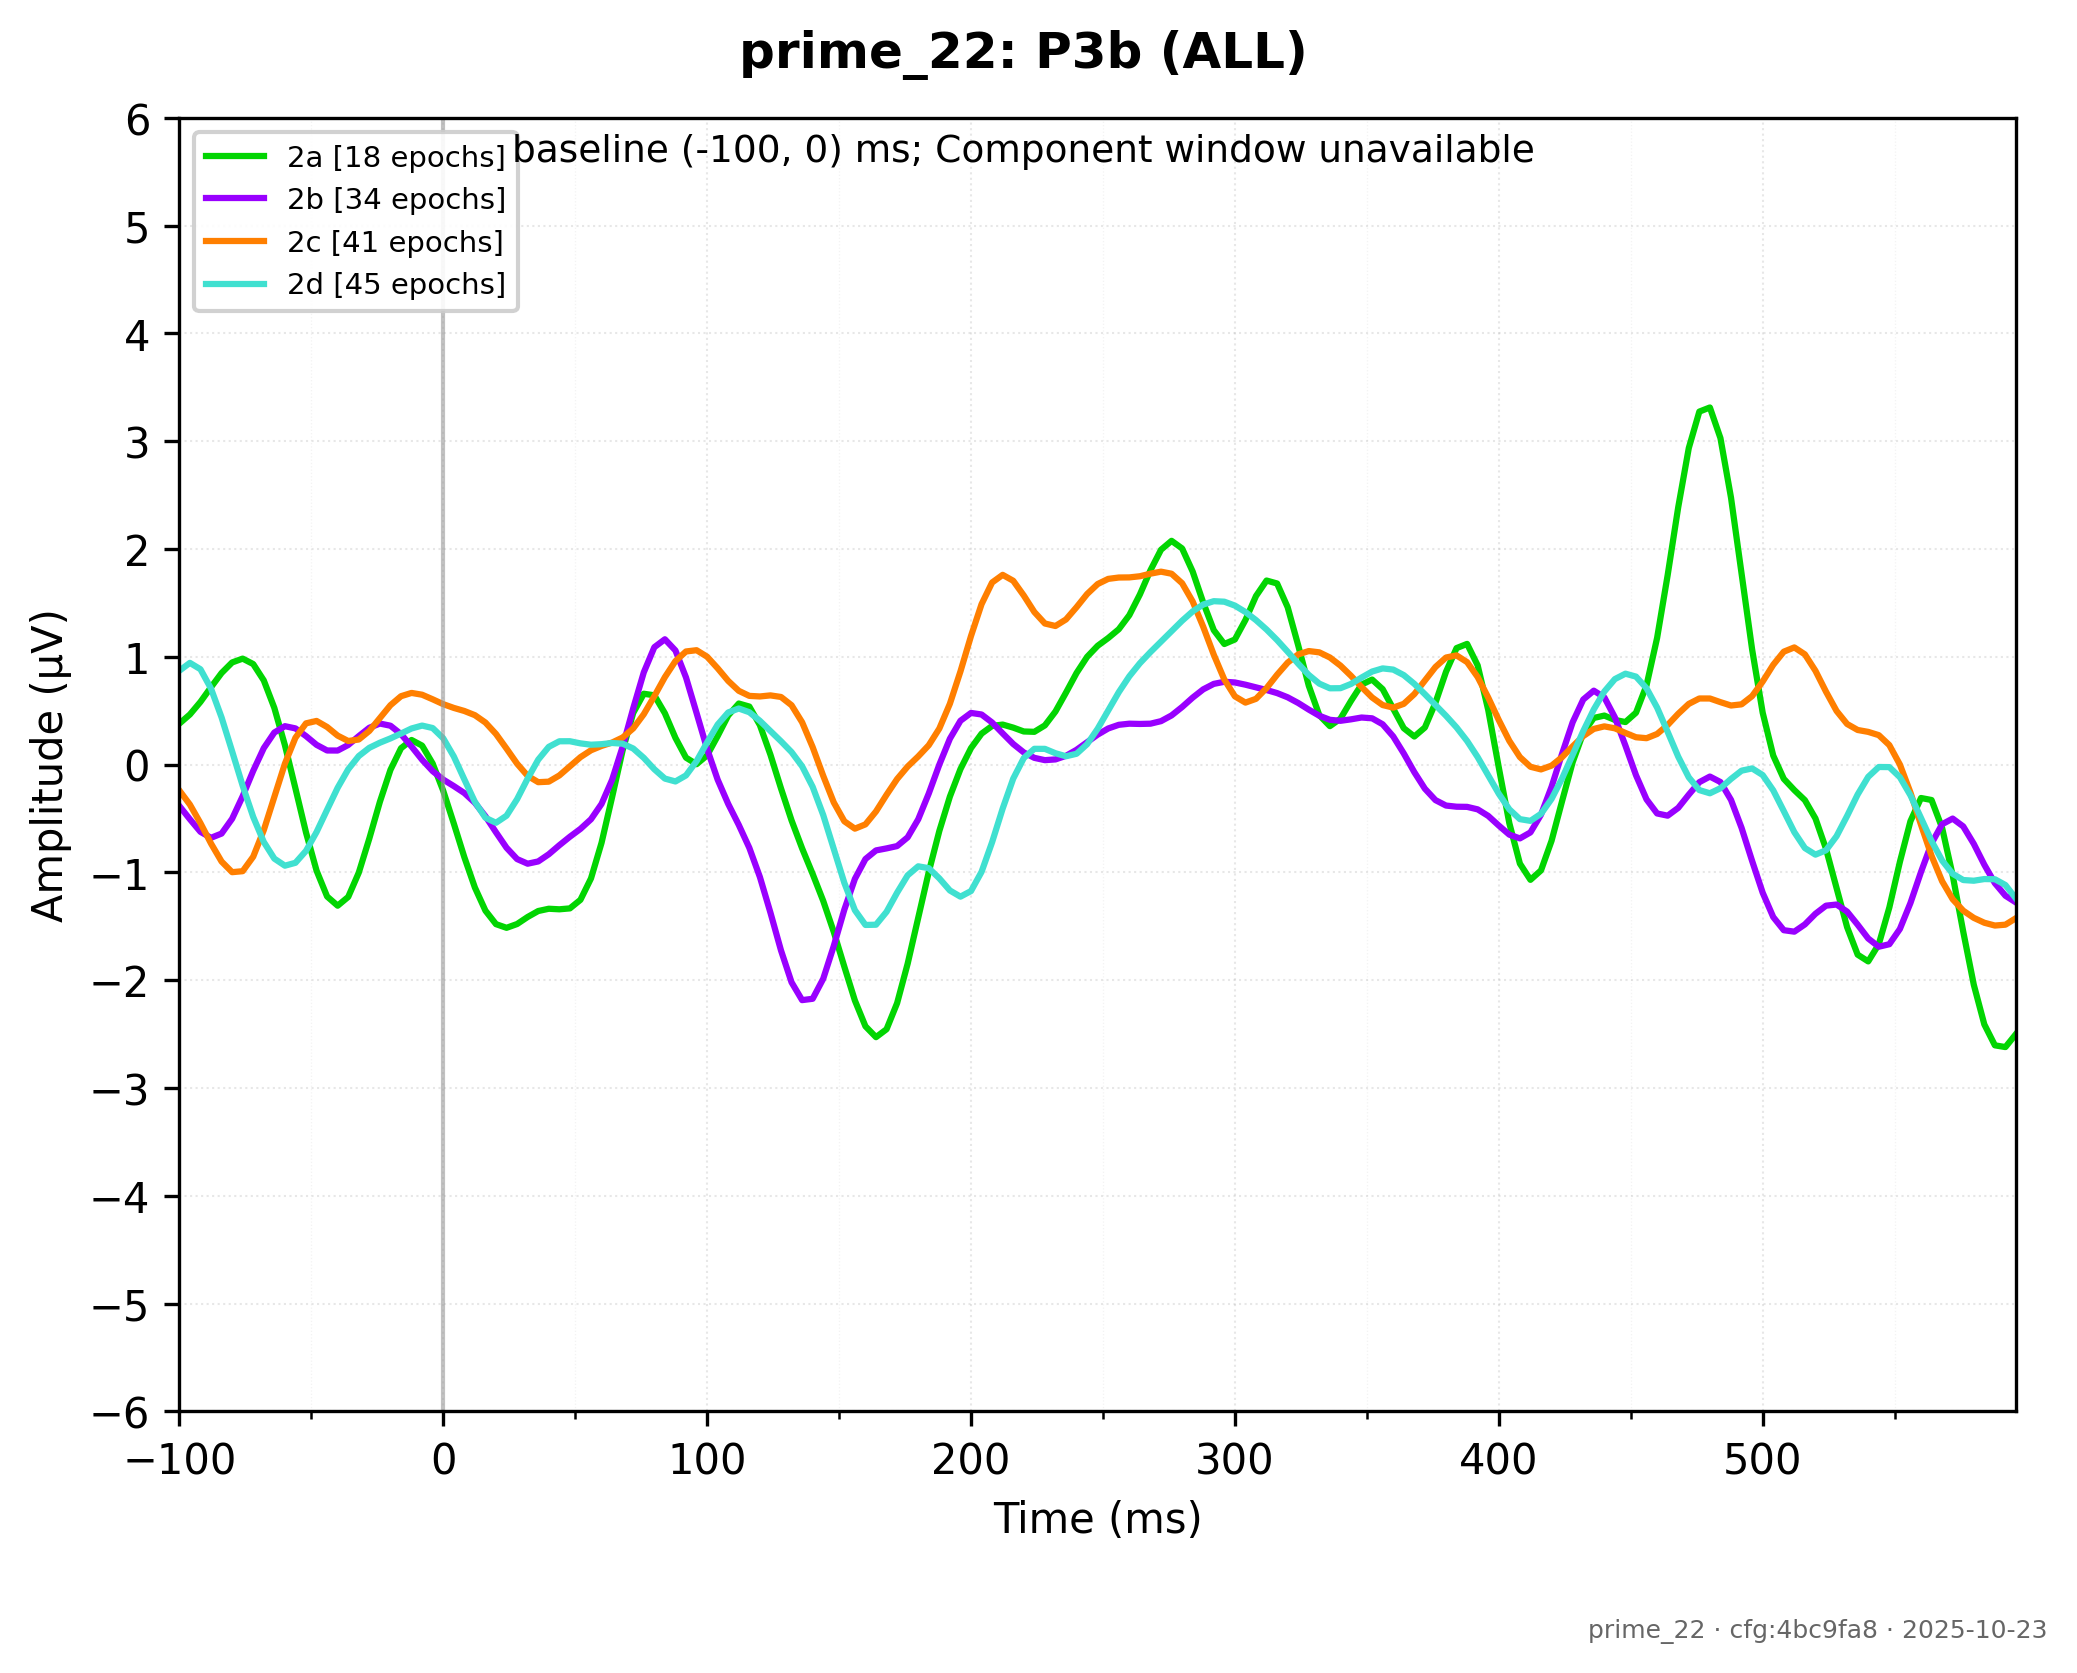 prime_22: P3b (ALL)
baseline (-100, 0) ms; Component window unavailable
2a [18 epochs]
2b [34 epochs]
2c [41 epochs]
2d [45 epochs]
6
5
4
3
2
1
0
−1
−2
−3
−4
−5
−6
Amplitude (µV)
−100 0 100 200 300 400 500
Time (ms)
prime_22 · cfg:4bc9fa8 · 2025-10-23